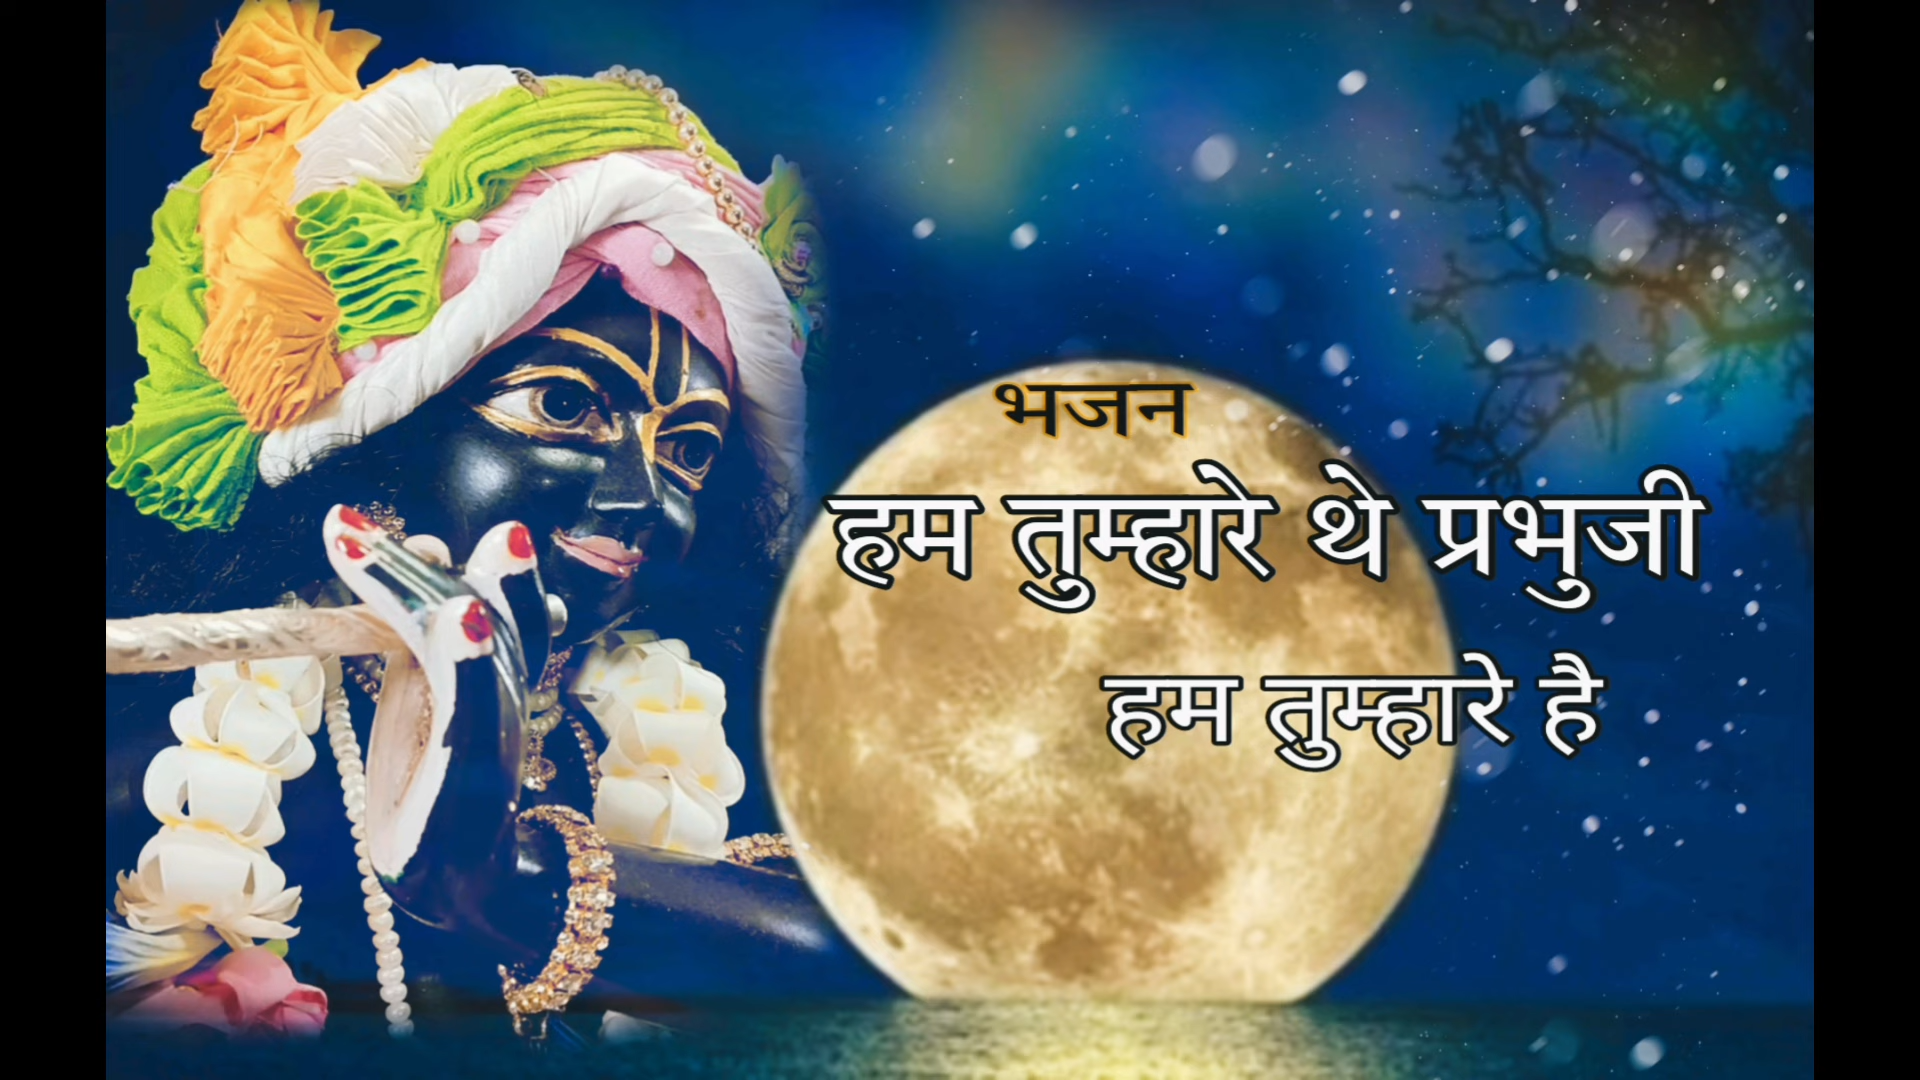 भजन
हम तुम्हारे थे प्रभुजी
हम तुम्हारे है